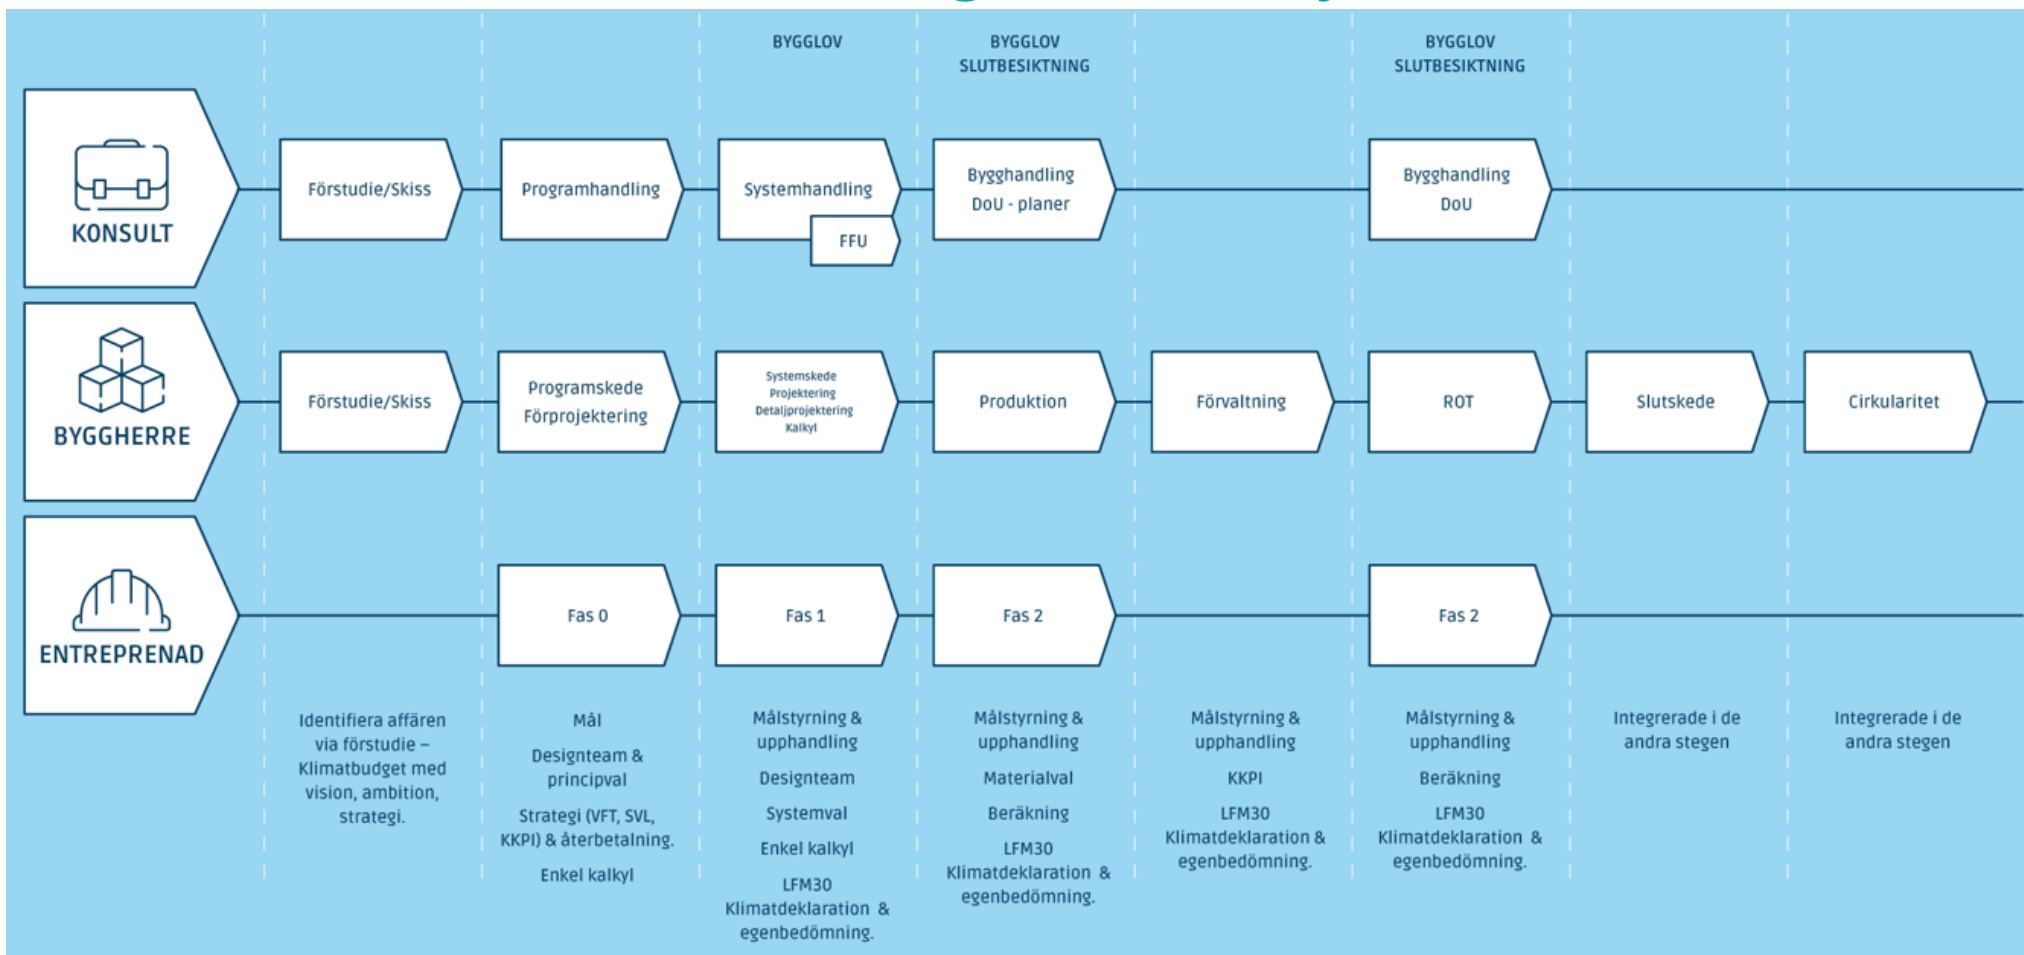 BYGGLOV
BYGGLOV
SLUTBESIKTNING
BYGGLOV
SLUTBESIKTNING
KONSULT
Förstudie/Skiss
Programhandling
Systemhandling
FFU
Bygghandling
DoU - planer
Bygghandling
DoU
BYGGHERRE
Förstudie/Skiss
Programskede
Förprojektering
Systemskede
Projektering
Detaljprojektering
Kalkyl
Produktion
Förvaltning
ROT
Slutskede
Cirkularitet
ENTREPRENAD
Fas 0
Fas 1
Fas 2
Fas 2
Identifiera affären
via förstudie –
Klimatbudget med
vision, ambition,
strategi.
Mål
Designteam &
principval
Strategi (VFT, SVL,
KKPI) & återbetalning.
Enkel kalkyl
Målstyrning &
upphandling
Designteam
Systemval
Enkel kalkyl
LFM30
Klimatdeklaration &
egenbedömning.
Målstyrning &
upphandling
Materialval
Beräkning
LFM30
Klimatdeklaration &
egenbedömning.
Målstyrning &
upphandling
KKPI
LFM30
Klimatdeklaration &
egenbedömning.
Målstyrning &
upphandling
Beräkning
LFM30
Klimatdeklaration &
egenbedömning.
Integrerade i de
andra stegen
Integrerade i de
andra stegen